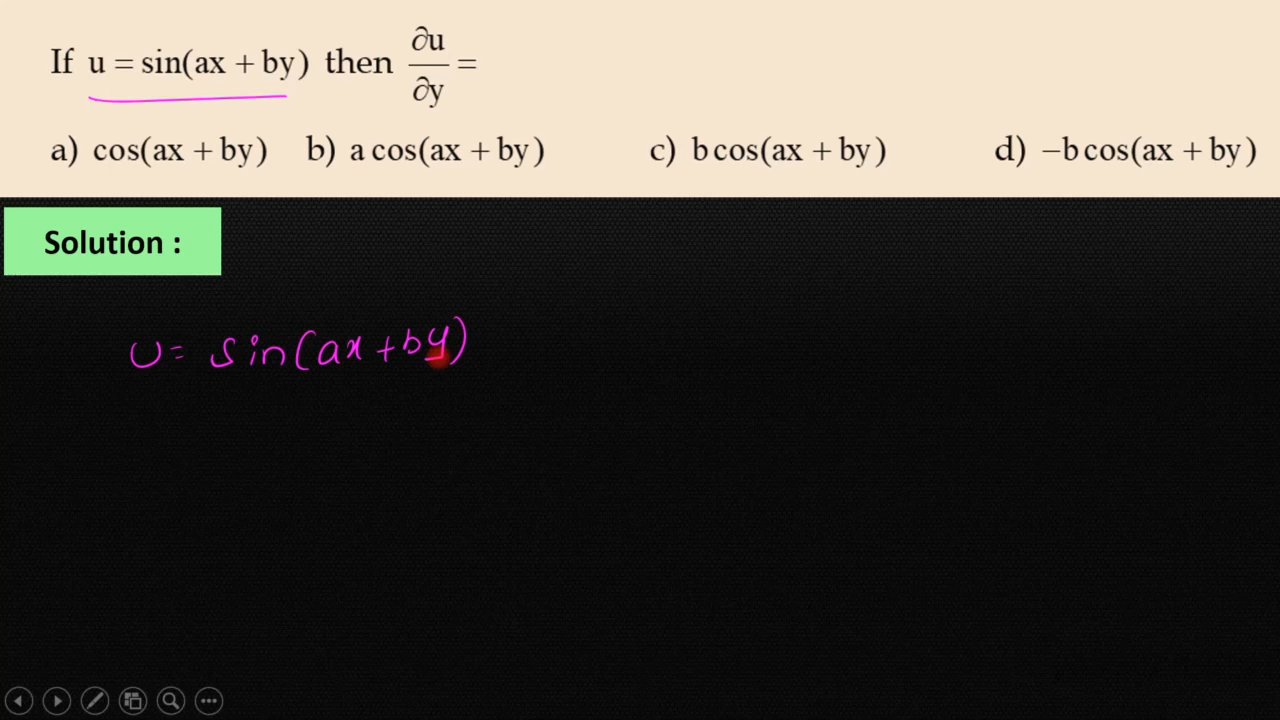 If u = sin(ax + by) then ∂u/∂y =
a) cos(ax + by) b) a cos(ax + by) c) b cos(ax + by) d) −b cos(ax + by)
Solution :
u = sin(ax + by)